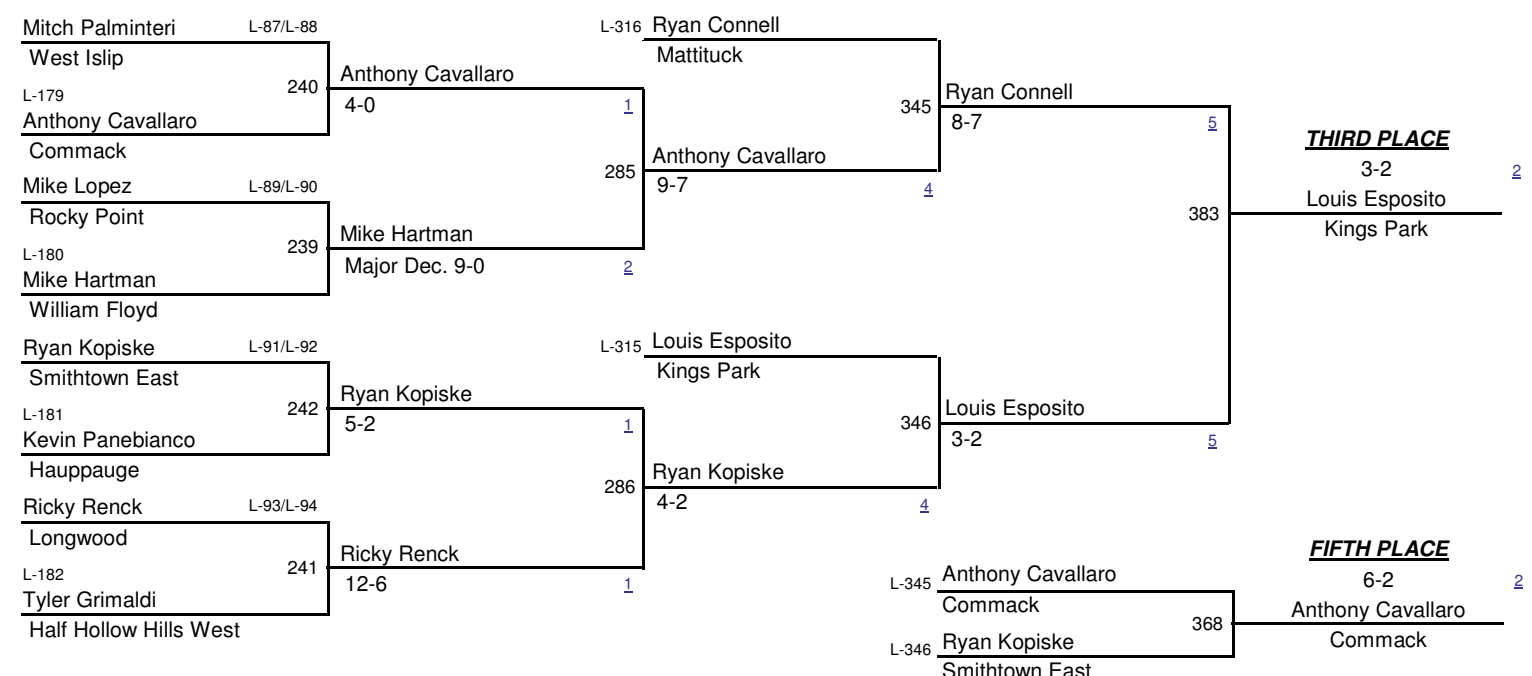 Mitch Palminteri L-87/L-88
West Islip
240
L-179
Anthony Cavallaro
Commack
Mike Lopez L-89/L-90
Rocky Point
239
L-180
Mike Hartman
William Floyd
Ryan Kopiske L-91/L-92
Smithtown East
242
L-181
Kevin Panebianco
Hauppauge
Ricky Renck L-93/L-94
Longwood
241
L-182
Tyler Grimaldi
Half Hollow Hills West
Anthony Cavallaro
4-0 1
285
Mike Hartman
Major Dec. 9-0 2
Ryan Kopiske
5-2 1
286
Ricky Renck
12-6 1
L-316 Ryan Connell
Mattituck
345
Anthony Cavallaro
9-7 4
L-315 Louis Esposito
Kings Park
346
Ryan Kopiske
4-2 4
Ryan Connell
8-7 5
383
Louis Esposito
3-2 5
THIRD PLACE
3-2 2
Louis Esposito
Kings Park
L-345 Anthony Cavallaro
Commack
368
L-346 Ryan Kopiske
Smithtown East
FIFTH PLACE
6-2 2
Anthony Cavallaro
Commack